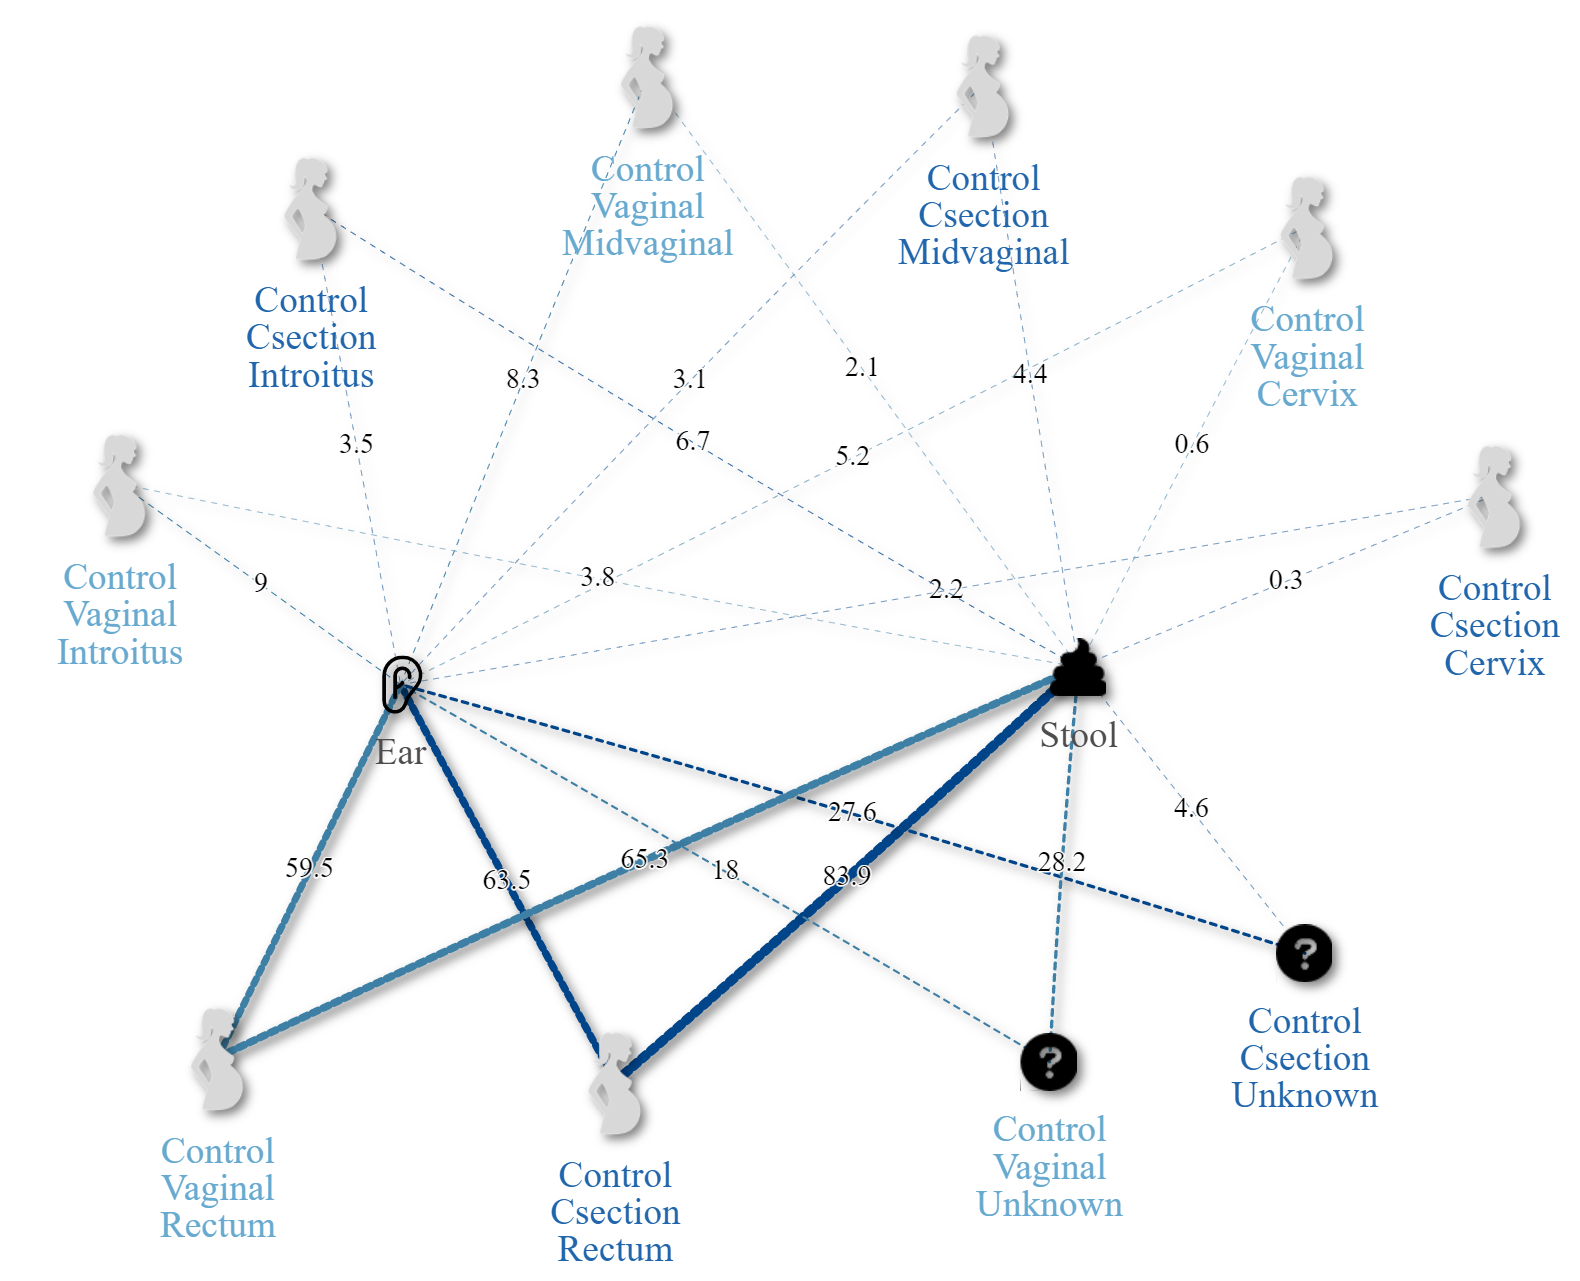 Control
Vaginal
Midvaginal
Control
Csection
Midvaginal
Control
Csection
Introitus
Control
Vaginal
Cervix
8.3
3.1
2.1
4.4
3.5
6.7
5.2
0.6
Control
Vaginal
Introitus
9
3.8
2.2
0.3
Control
Csection
Cervix
Ear
Stool
27.6
4.6
59.5
63.5
65.3
18
83.9
28.2
?
?
Control
Csection
Unknown
Control
Vaginal
Unknown
Control
Vaginal
Rectum
Control
Csection
Rectum